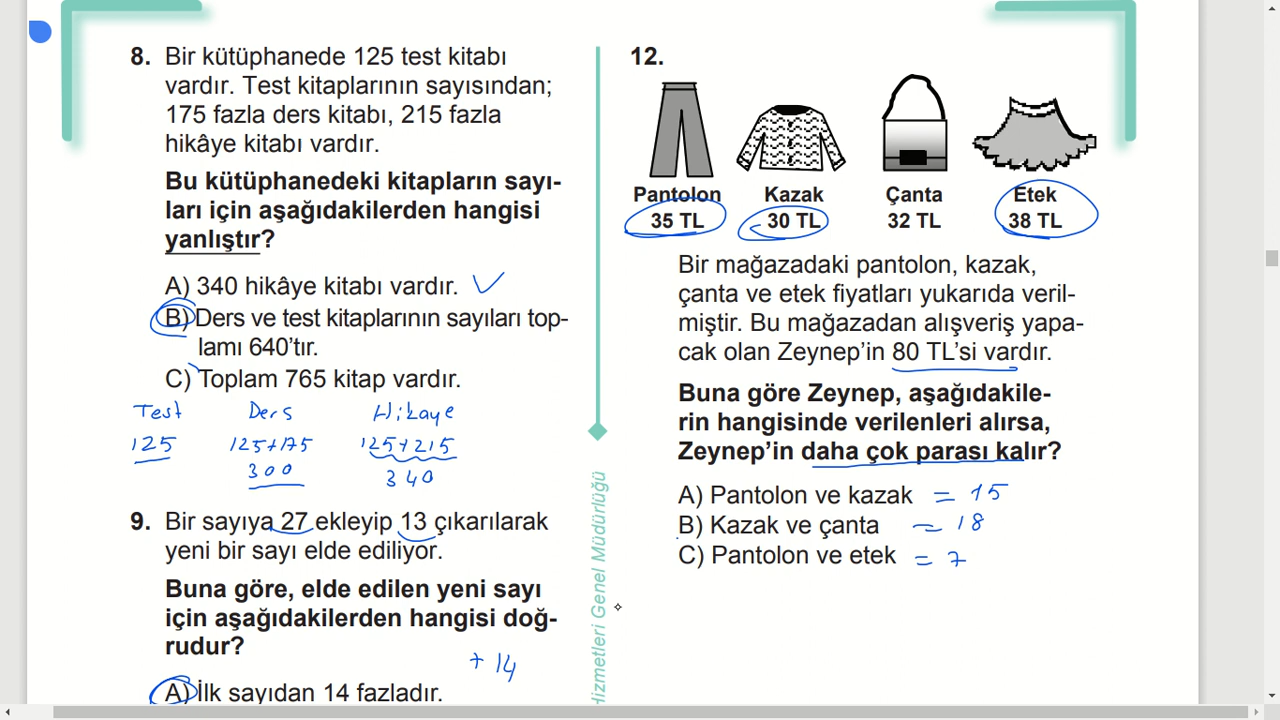 8. Bir kütüphanede 125 test kitabı
vardır. Test kitaplarının sayısından;
175 fazla ders kitabı, 215 fazla
hikâye kitabı vardır.
Bu kütüphanedeki kitapların sayı-
ları için aşağıdakilerden hangisi
yanlıştır?
A) 340 hikâye kitabı vardır.
B) Ders ve test kitaplarının sayıları top-
lamı 640’tır.
C) Toplam 765 kitap vardır.
Test Ders Hikaye
125 125+175 125+215
300 340
9. Bir sayıya 27 ekleyip 13 çıkarılarak
yeni bir sayı elde ediliyor.
Buna göre, elde edilen yeni sayı
için aşağıdakilerden hangisi doğ-
rudur?
+ 14
A) İlk sayıdan 14 fazladır.
Hizmetleri Genel Müdürlüğü
12.
Pantolon Kazak Çanta Etek
35 TL 30 TL 32 TL 38 TL
Bir mağazadaki pantolon, kazak,
çanta ve etek fiyatları yukarıda veril-
miştir. Bu mağazadan alışveriş yapa-
cak olan Zeynep’in 80 TL’si vardır.
Buna göre Zeynep, aşağıdakile-
rin hangisinde verilenleri alırsa,
Zeynep’in daha çok parası kalır?
A) Pantolon ve kazak = 15
B) Kazak ve çanta = 18
C) Pantolon ve etek = 7